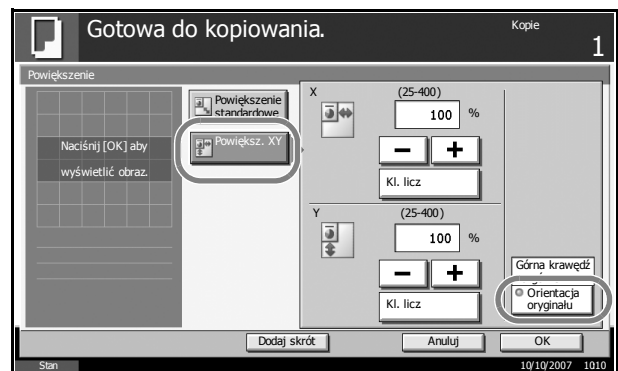 Gotowa do kopiowania.
Kopie
1
Powiększenie
Naciśnij [OK] aby
wyświetlić obraz.
Powiększenie
standardowe
Powiększ. XY
X
(25-400)
100 %
Kl. licz
Y
(25-400)
100 %
Kl. licz
Górna krawędź
Orientacja
oryginału
Dodaj skrót
Anuluj
OK
Stan
10/10/2007 1010